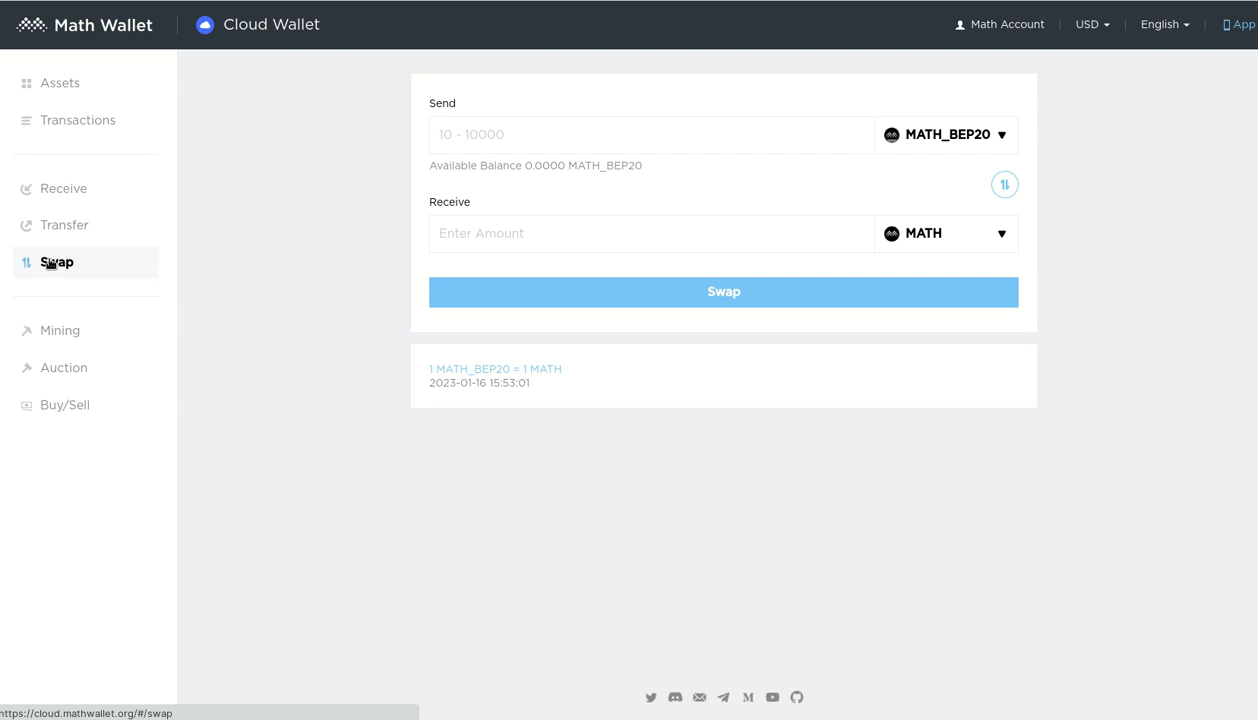 Math Wallet
Cloud Wallet
Math Account
USD
English
App
Assets
Transactions
Receive
Transfer
Swap
Mining
Auction
Buy/Sell
Send
10 - 10000
MATH_BEP20
Available Balance 0.0000 MATH_BEP20
Receive
Enter Amount
MATH
Swap
1 MATH_BEP20 = 1 MATH
2023-01-16 15:53:01
M
https://cloud.mathwallet.org/#/swap